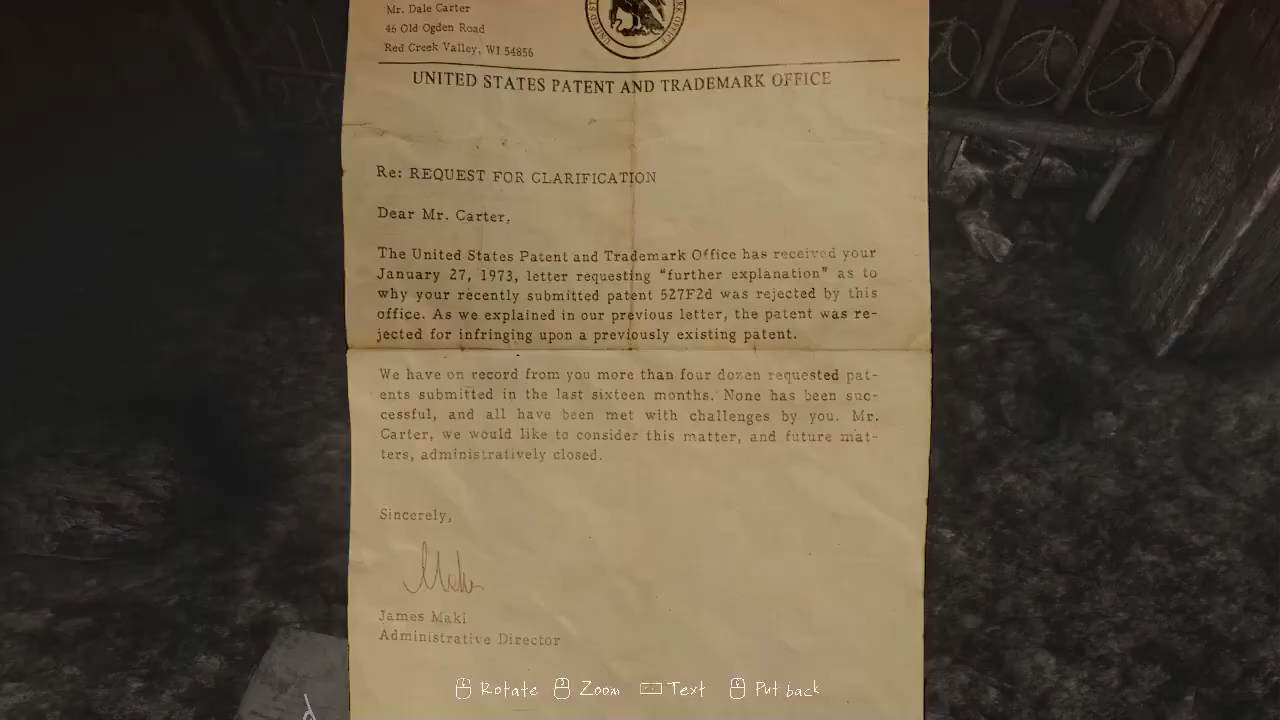 Mr. Dale Carter
46 Old Ogden Road
Red Creek Valley, WI 54856
UNITED STATES PATENT AND TRADEMARK OFFICE
Re: REQUEST FOR CLARIFICATION
Dear Mr. Carter,
The United States Patent and Trademark Office has received your
January 27, 1973, letter requesting "further explanation" as to
why your recently submitted patent 527F2d was rejected by this
office. As we explained in our previous letter, the patent was re-
jected for infringing upon a previously existing patent.
We have on record from you more than four dozen requested pat-
ents submitted in the last sixteen months. None has been suc-
cessful, and all have been met with challenges by you. Mr.
Carter, we would like to consider this matter, and future mat-
ters, administratively closed.
Sincerely,
James Maki
Administrative Director
Rotate Zoom Text Put back